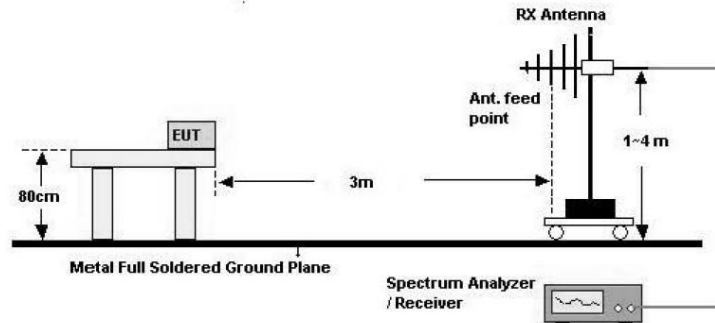 RX Antenna
Ant. feed
point
1~4 m
EUT
80cm
3m
Metal Full Soldered Ground Plane
Spectrum Analyzer
/ Receiver